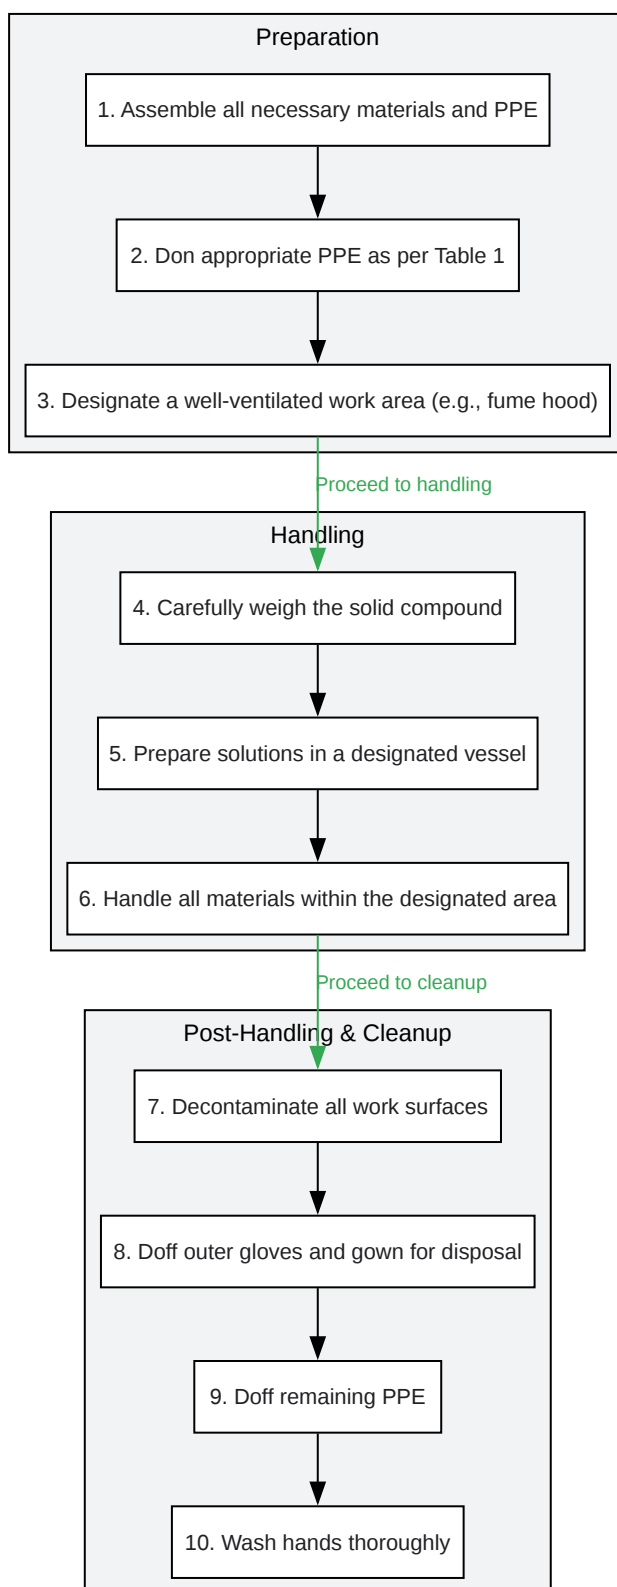 Preparation
1. Assemble all necessary materials and PPE
2. Don appropriate PPE as per Table 1
3. Designate a well-ventilated work area (e.g., fume hood)
Proceed to handling
Handling
4. Carefully weigh the solid compound
5. Prepare solutions in a designated vessel
6. Handle all materials within the designated area
Proceed to cleanup
Post-Handling & Cleanup
7. Decontaminate all work surfaces
8. Doff outer gloves and gown for disposal
9. Doff remaining PPE
10. Wash hands thoroughly